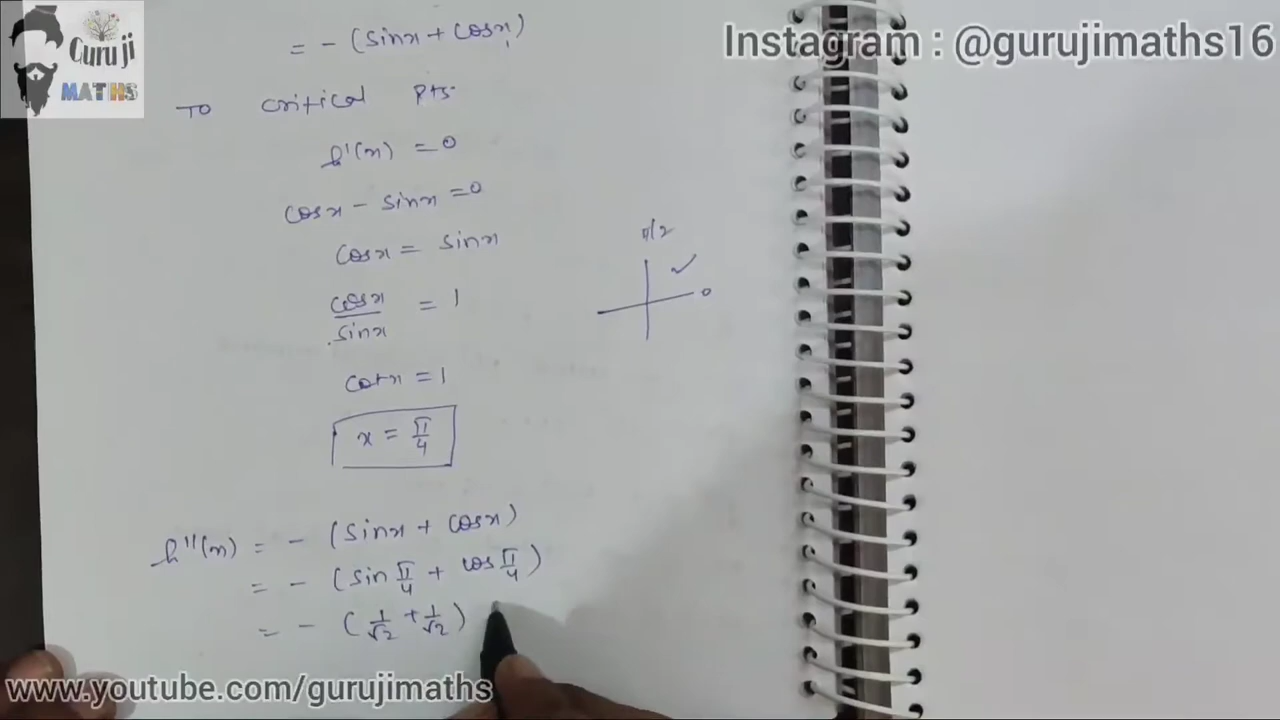 Guru ji
MATHS
Instagram : @gurujimaths16
= - (sinx + cosx)
To critical pts.
h'(x) = 0
cosx - sinx = 0
cosx = sinx
π/2
0
cosx/sinx = 1
cotx = 1
x = π/4
h''(x) = - (sinx + cosx)
= - (sin π/4 + cos π/4)
= - (1/√2 + 1/√2)
www.youtube.com/gurujimaths